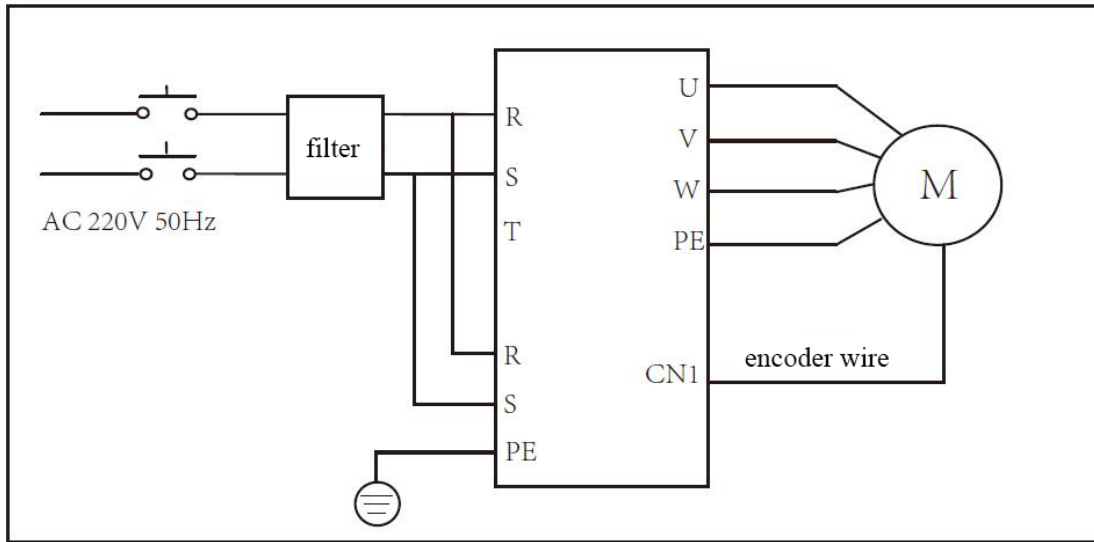 filter
AC 220V 50Hz
R
S
T
R
S
PE
U
V
W
PE
CN1
M
encoder wire